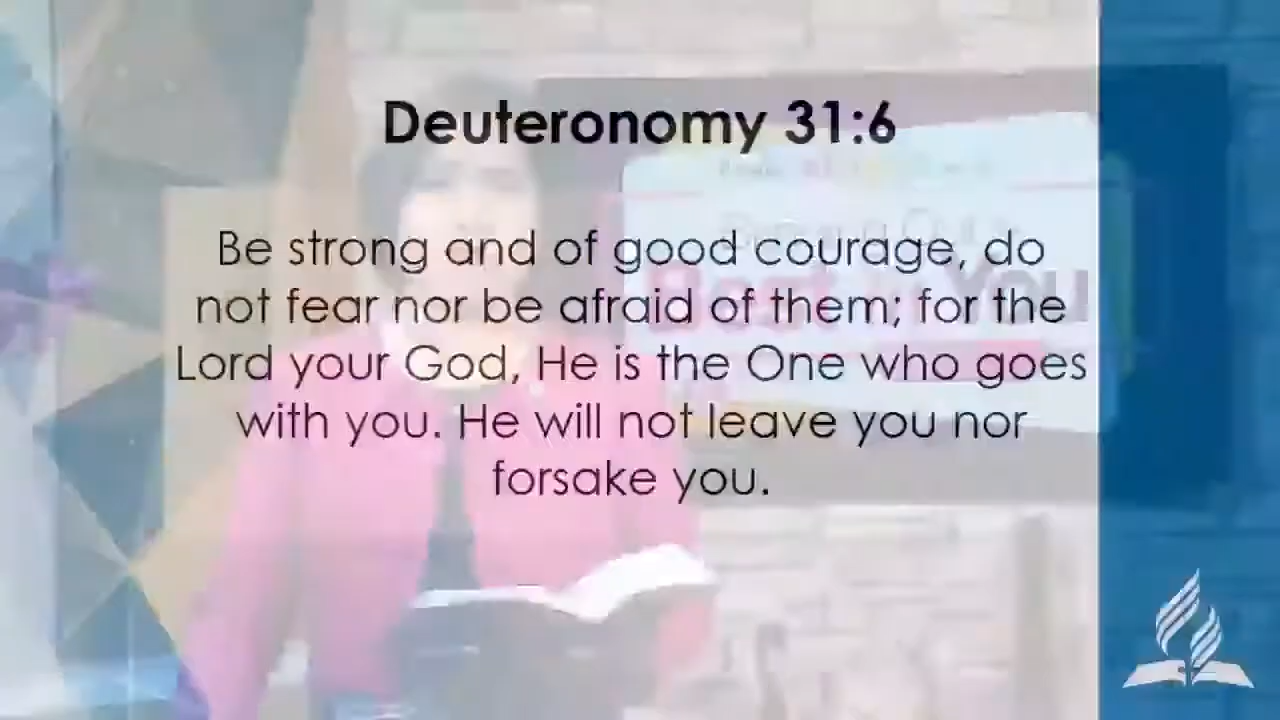 Deuteronomy 31:6
Be strong and of good courage, do
not fear nor be afraid of them; for the
Lord your God, He is the One who goes
with you. He will not leave you nor
forsake you.
Best
You